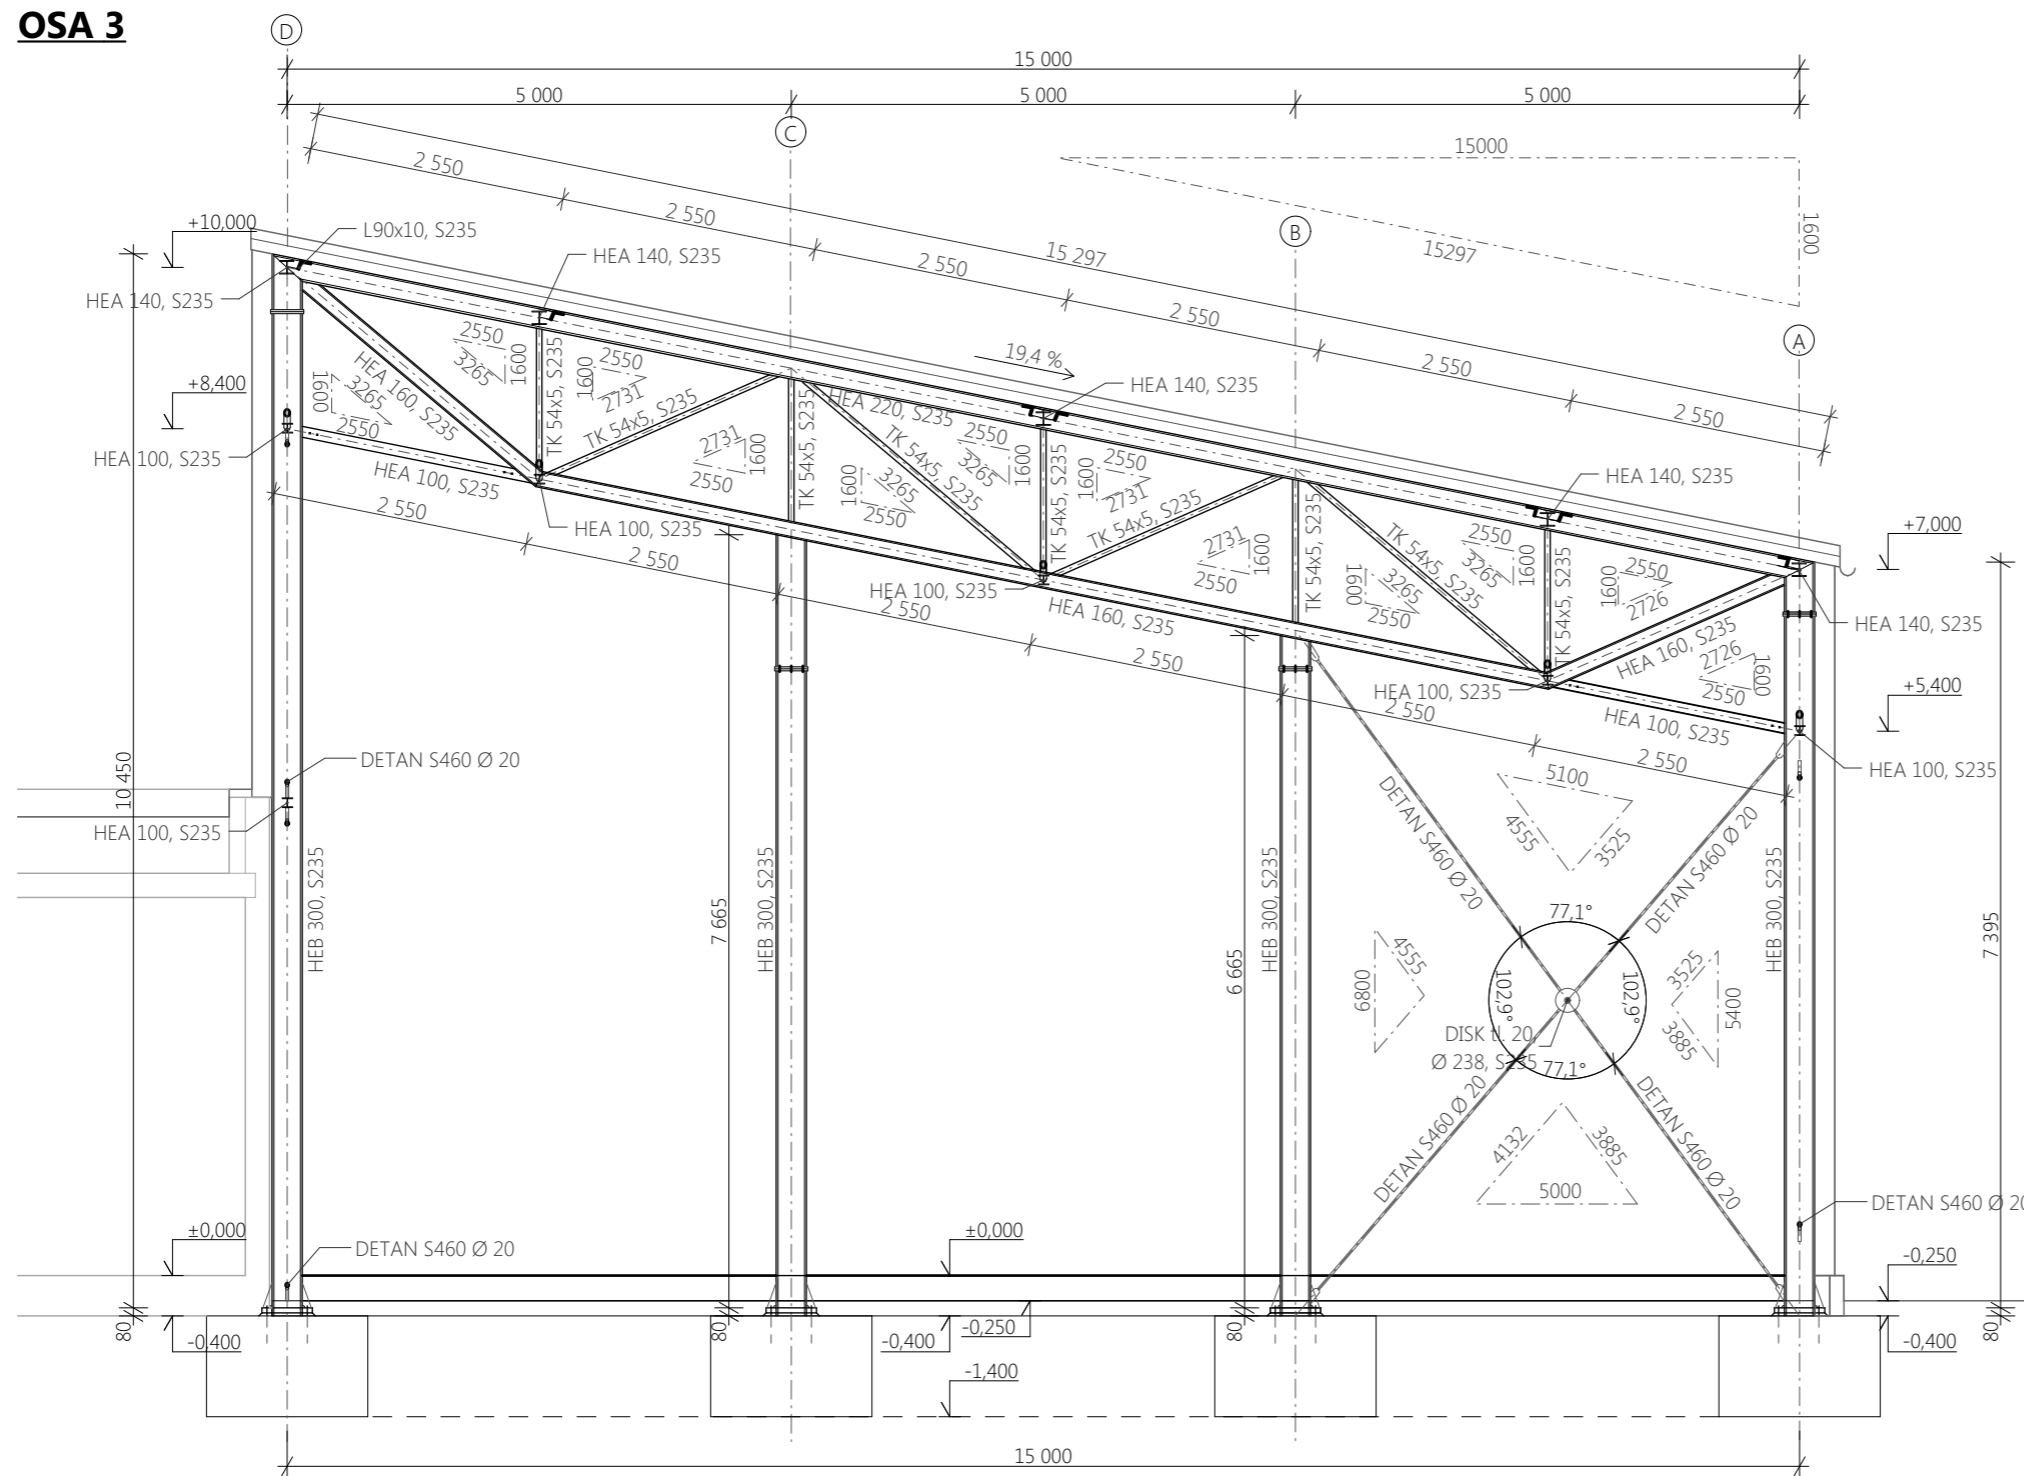 OSA 3
D
15 000
5 000
5 000
5 000
C
2 550
15000
2 550
1600
+10,000
L90x10, S235
B
15 297
15297
HEA 140, S235
2 550
HEA 140, S235
2 550
A
2550
1600
TK 54x5, S235
2550
19,4 %
2 550
+8,400
3265
1600
HEA 140, S235
1600
3265
HEA 160, S235
2731
HEA 220, S235
2 550
2550
TK 54x5, S235
2731
1600
TK 54x5, S235
2550
1600
3265
TK 54x5, S235
TK 54x5, S235
2550
HEA 100, S235
HEA 100, S235
2550
1600
3265
2550
1600
2731
HEA 140, S235
2 550
HEA 100, S235
TK 54x5, S235
2731
1600
2550
TK 54x5, S235
2550
3265
1600
TK 54x5, S235
+7,000
2 550
1600
3265
2550
TK 54x5, S235
1600
2550
2726
HEA 100, S235
2 550
HEA 160, S235
HEA 140, S235
2 550
HEA 160, S235
2726
1600
2550
HEA 100, S235
+5,400
2 550
HEA 100, S235
10 450
DETAN S460 Ø 20
2 550
HEA 100, S235
5100
4555
3525
HEA 100, S235
DETAN S460 Ø 20
DETAN S460 Ø 20
HEB 300, S235
7 665
HEB 300, S235
6 665
HEB 300, S235
HEB 300, S235
7 395
77,1°
6800
4555
102,9°
102,9°
3525
5400
3885
DISK tl. 20,
Ø 238, S235
77,1°
DETAN S460 Ø 20
DETAN S460 Ø 20
4132
3885
5000
DETAN S460 Ø 20
±0,000
DETAN S460 Ø 20
±0,000
-0,250
80
-0,400
80
-0,400
-0,250
80
-0,400
80
-1,400
15 000